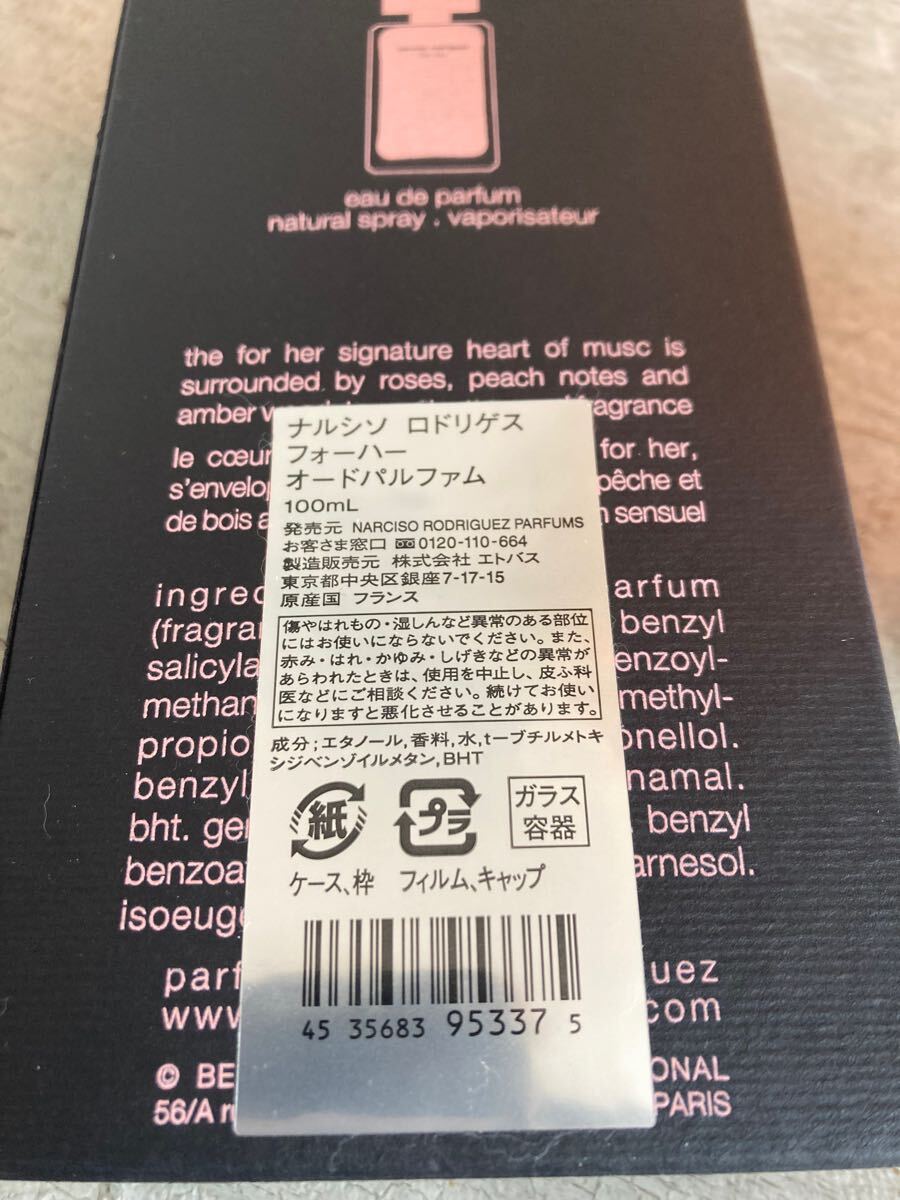 eau de parfum
natural spray . vaporisateur
the for her signature heart of musc is
surrounded by roses, peach notes and
amber fragrance
le for her,
pêche et
de bois sensuel
ナルシソ ロドリゲス
フォーハー
オードパルファム
100mL
発売元 NARCISO RODRIGUEZ PARFUMS
お客さま窓口 0120-110-664
製造販売元 株式会社 エトバス
東京都中央区銀座7-17-15
原産国 フランス
傷やはれもの・湿しんなど異常のある部位
にはお使いにならないでください。また、
赤み・はれ・かゆみ・しげきなどの異常が
あらわれたときは、使用を中止し、皮ふ科
医などにご相談ください。続けてお使い
になりますと悪化させることがあります。
成分；エタノール,香料,水,t-ブチルメトキ
シジベンゾイルメタン,BHT
紙 プラ ガラス
容器
ケース、枠 フィルム、キャップ
45 35683 95337 5
benzyl
bht. benzyl
© 
56/A PARIS